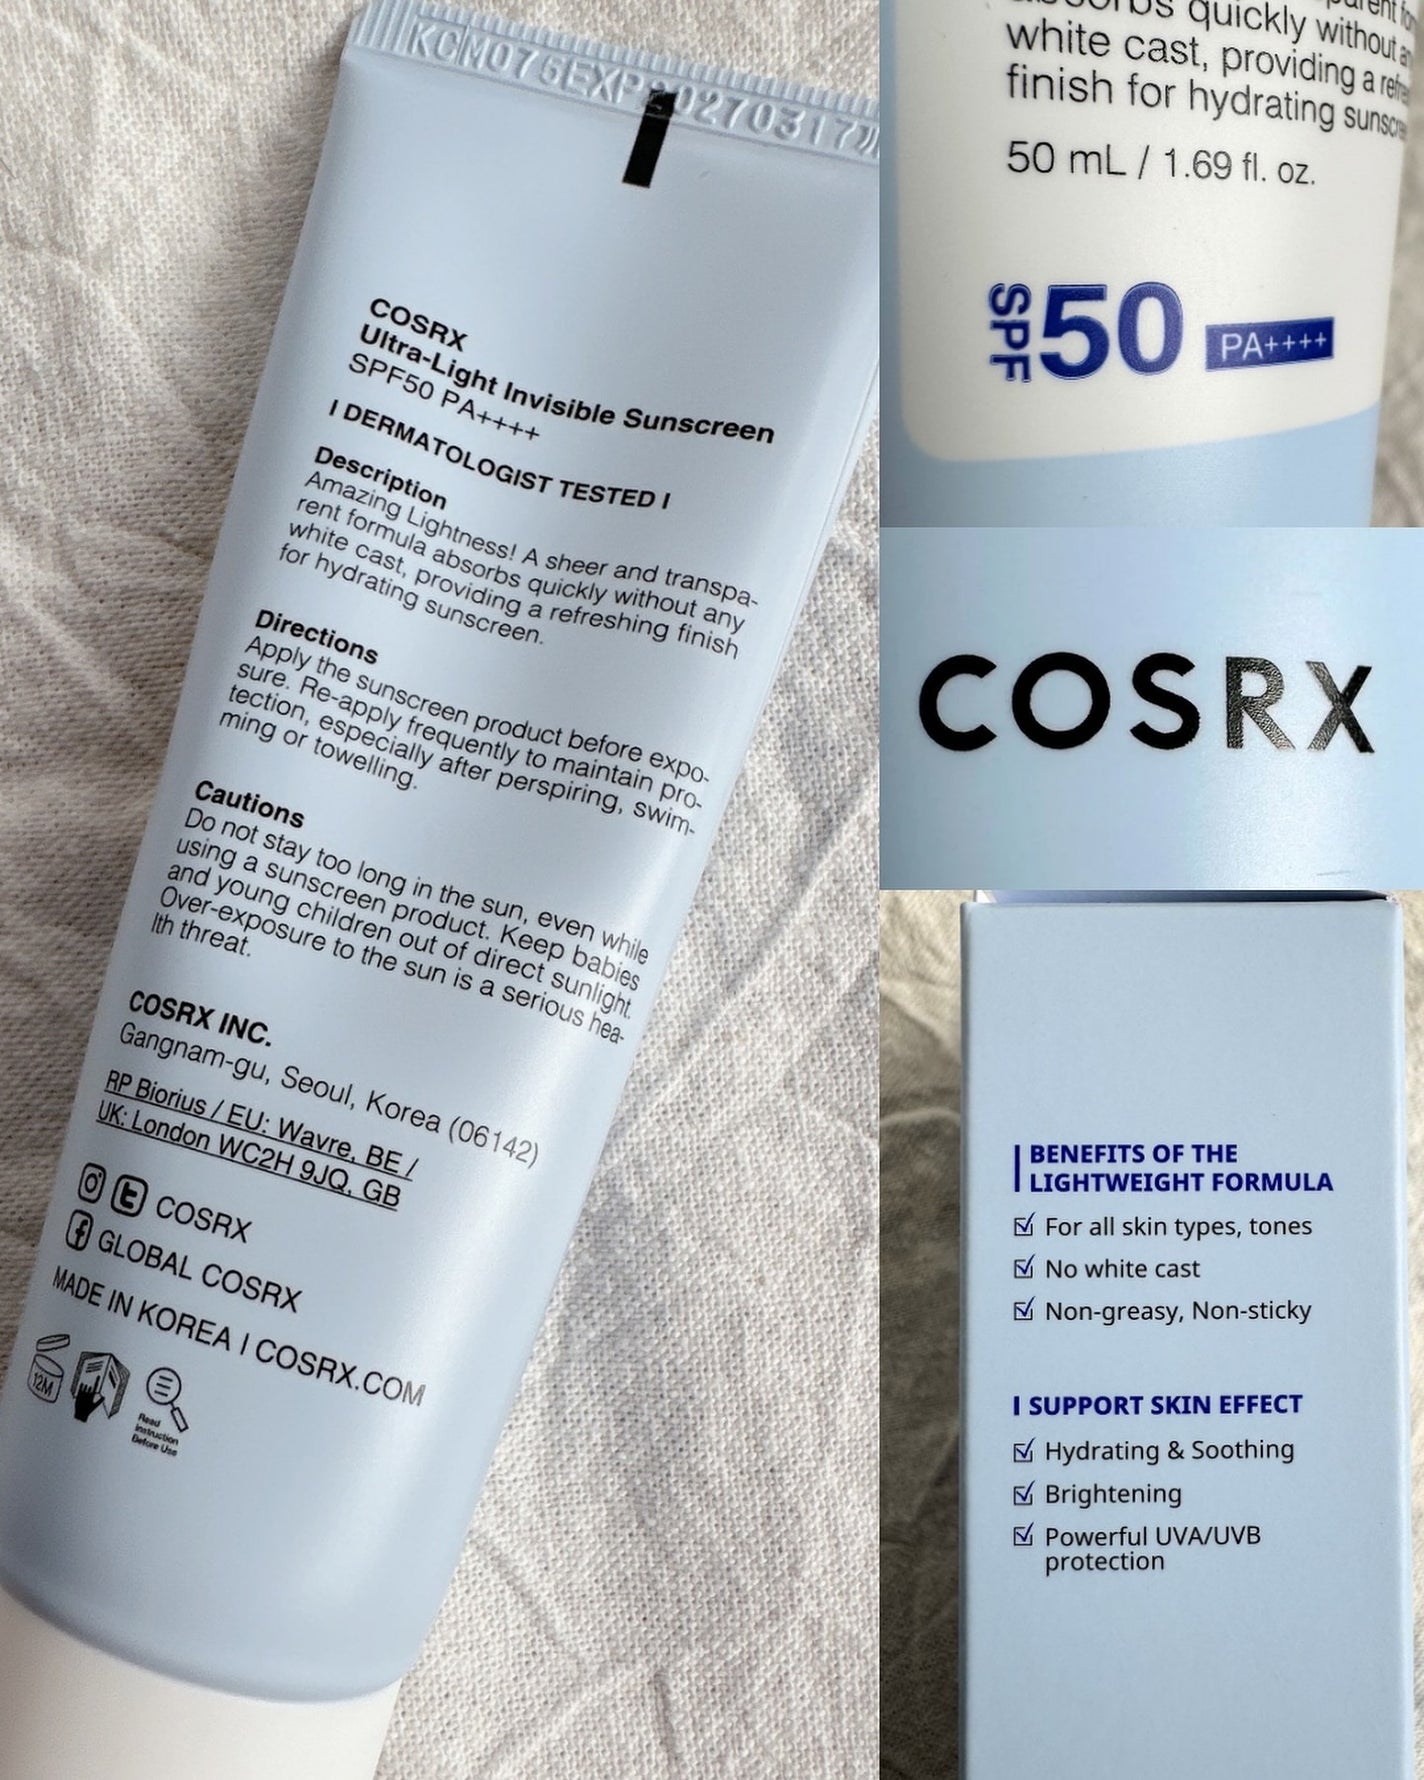 KCM075EXP20270317
COSRX
Ultra-Light Invisible Sunscreen
SPF50 PA++++
I DERMATOLOGIST TESTED I
Description
Amazing Lightness! A sheer and transpa-
rent formula absorbs quickly without any
white cast, providing a refreshing finish
for hydrating sunscreen.
Directions
Apply the sunscreen product before expo-
sure. Re-apply frequently to maintain pro-
tection, especially after perspiring, swim-
ming or towelling.
Cautions
Do not stay too long in the sun, even while
using a sunscreen product. Keep babies
and young children out of direct sunlight.
Over-exposure to the sun is a serious hea-
lth threat.
COSRX INC.
Gangnam-gu, Seoul, Korea (06142)
RP Biorius / EU: Wavre, BE /
UK: London WC2H 9JQ, GB
COSRX
GLOBAL COSRX
MADE IN KOREA I COSRX.COM
12M
Read
Instruction
Before Use
quickly without
white cast, providing a
finish for hydrating
50 mL / 1.69 fl. oz.
SPF 50 PA++++
COSRX
BENEFITS OF THE
LIGHTWEIGHT FORMULA
For all skin types, tones
No white cast
Non-greasy, Non-sticky
I SUPPORT SKIN EFFECT
Hydrating & Soothing
Brightening
Powerful UVA/UVB
protection